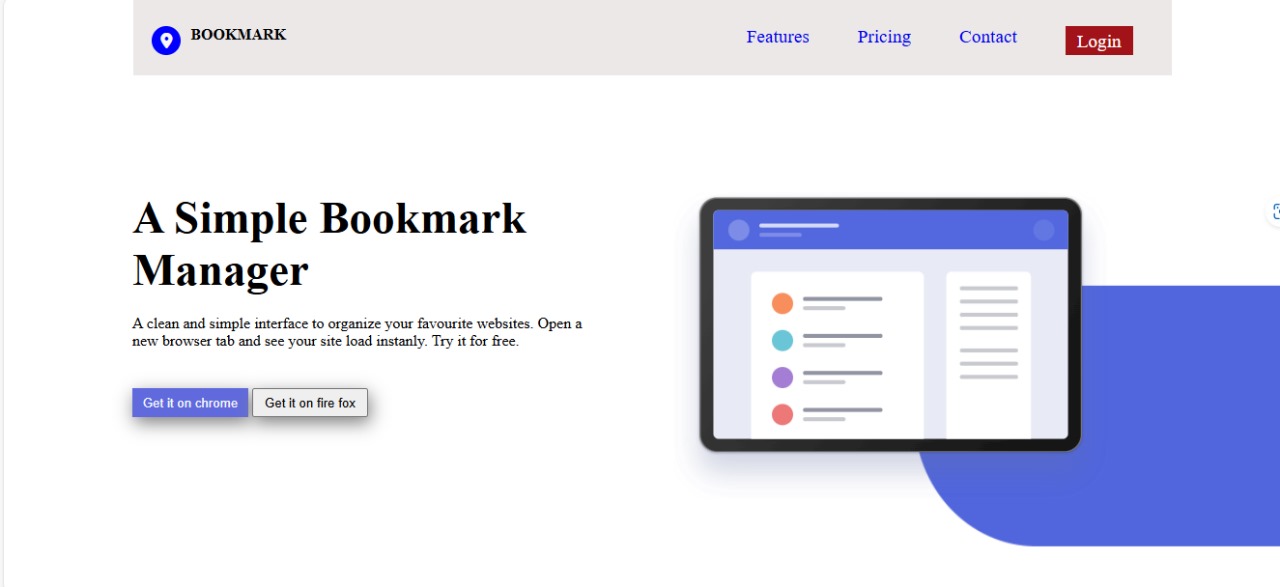 BOOKMARK
Features
Pricing
Contact
Login
A Simple Bookmark
Manager
A clean and simple interface to organize your favourite websites. Open a
new browser tab and see your site load instanly. Try it for free.
Get it on chrome
Get it on fire fox